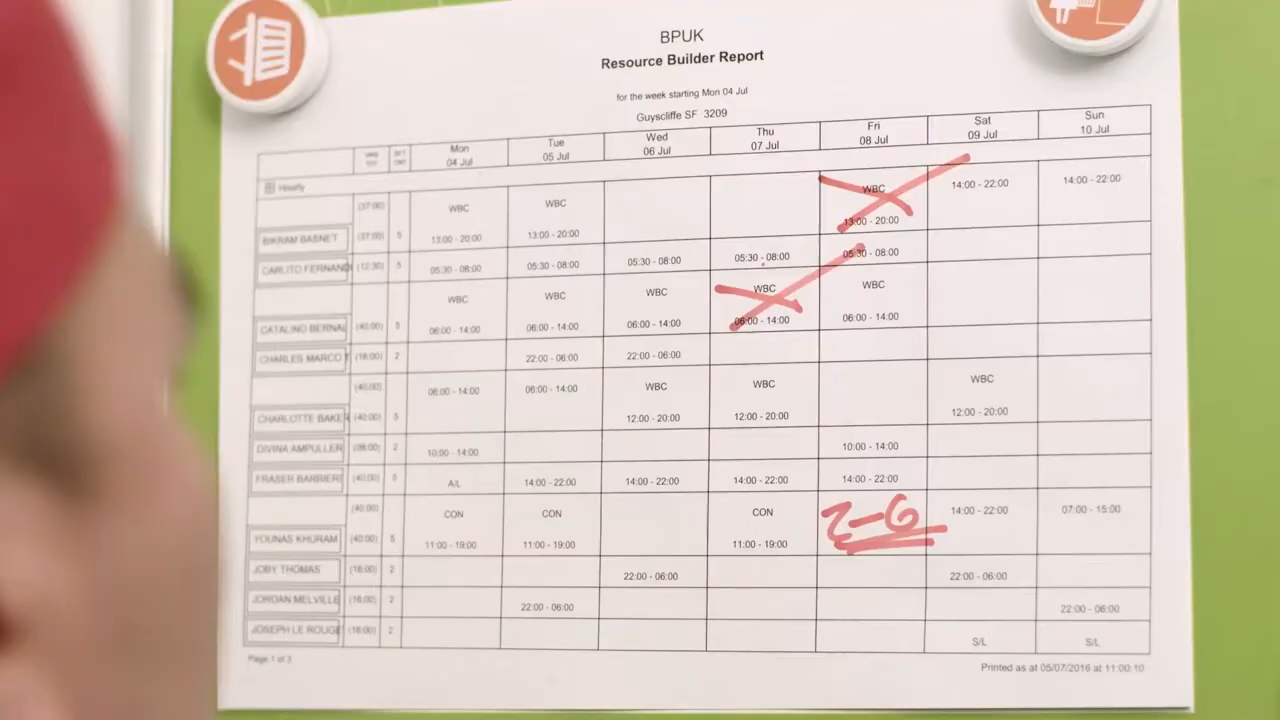 BPUK
Resource Builder Report
for the week starting Mon 04 Jul
Guyscliffe SF 3209
Mon Tue Wed Thu Fri Sat Sun
04 Jul 05 Jul 06 Jul 07 Jul 08 Jul 09 Jul 10 Jul
Hourly
(37:00) WBC WBC WBC 14:00 - 22:00 14:00 - 22:00
BIKRAM BASNET (37:00) 5 13:00 - 20:00 13:00 - 20:00 13:00 - 20:00
CARLITO FERNAND (12:30) 5 05:30 - 08:00 05:30 - 08:00 05:30 - 08:00 05:30 - 08:00 05:30 - 08:00
WBC WBC WBC WBC WBC
CATALINO BERNAL (40:00) 5 06:00 - 14:00 06:00 - 14:00 06:00 - 14:00 06:00 - 14:00 06:00 - 14:00
CHARLES MARCO (16:00) 2 22:00 - 06:00 22:00 - 06:00
(40:00) 06:00 - 14:00 06:00 - 14:00 WBC WBC WBC
CHARLOTTE BAKER (40:00) 5 12:00 - 20:00 12:00 - 20:00 12:00 - 20:00
DIVINA AMPULLER (08:00) 2 10:00 - 14:00 10:00 - 14:00
FRASER BARBIERI (40:00) 5 A/L 14:00 - 22:00 14:00 - 22:00 14:00 - 22:00 14:00 - 22:00
(40:00) CON CON CON 2-6 14:00 - 22:00 07:00 - 15:00
YOUNAS KHURAM (40:00) 5 11:00 - 19:00 11:00 - 19:00 11:00 - 19:00
JOBY THOMAS (16:00) 2 22:00 - 06:00 22:00 - 06:00
JORDAN MELVILLE (16:00) 2 22:00 - 06:00 22:00 - 06:00
JOSEPH LE ROUGE (16:00) 2 S/L S/L
Page 1 of 3 Printed as at 05/07/2016 at 11:00:10